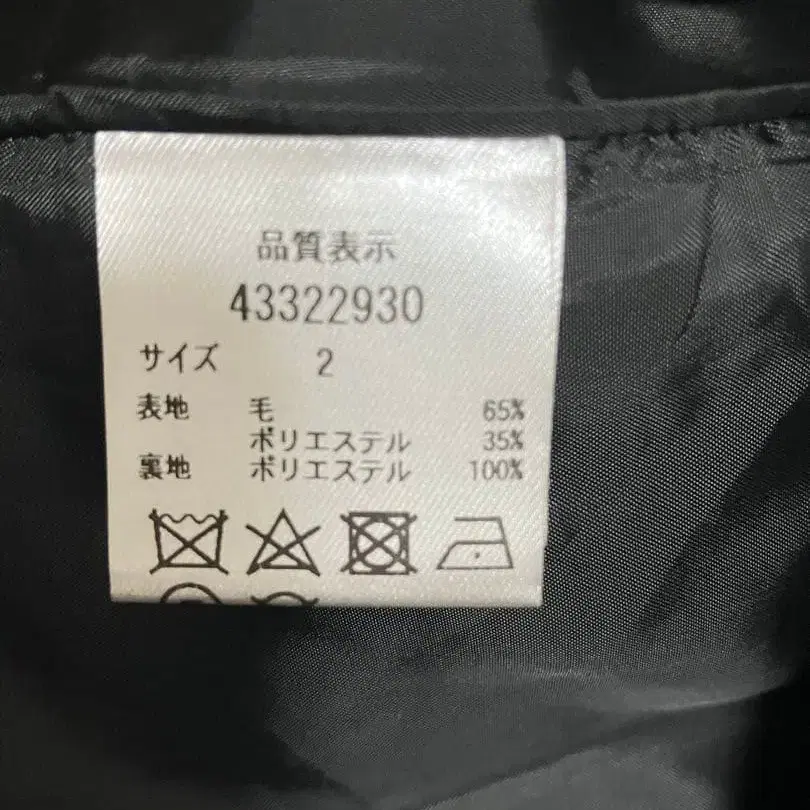 品質表示
43322930
サイズ 2
表地 毛 65%
ポリエステル 35%
裏地 ポリエステル 100%